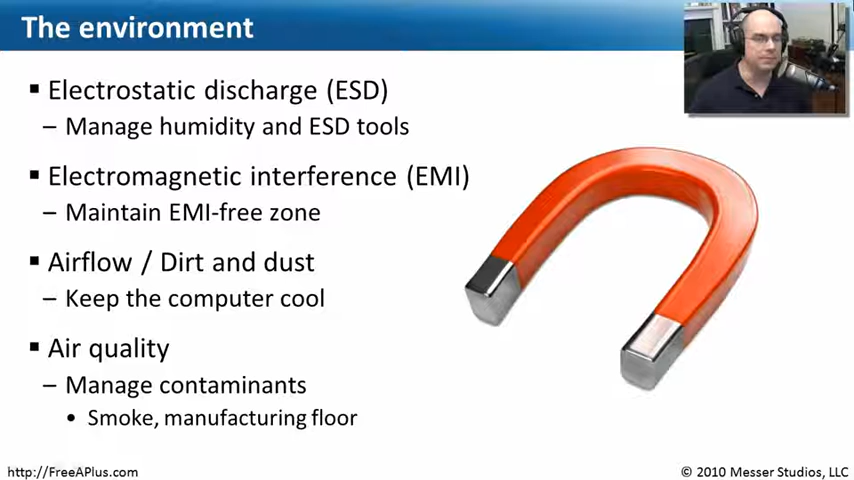 The environment
▪ Electrostatic discharge (ESD)
– Manage humidity and ESD tools
▪ Electromagnetic interference (EMI)
– Maintain EMI-free zone
▪ Airflow / Dirt and dust
– Keep the computer cool
▪ Air quality
– Manage contaminants
• Smoke, manufacturing floor
http://FreeAPlus.com
© 2010 Messer Studios, LLC